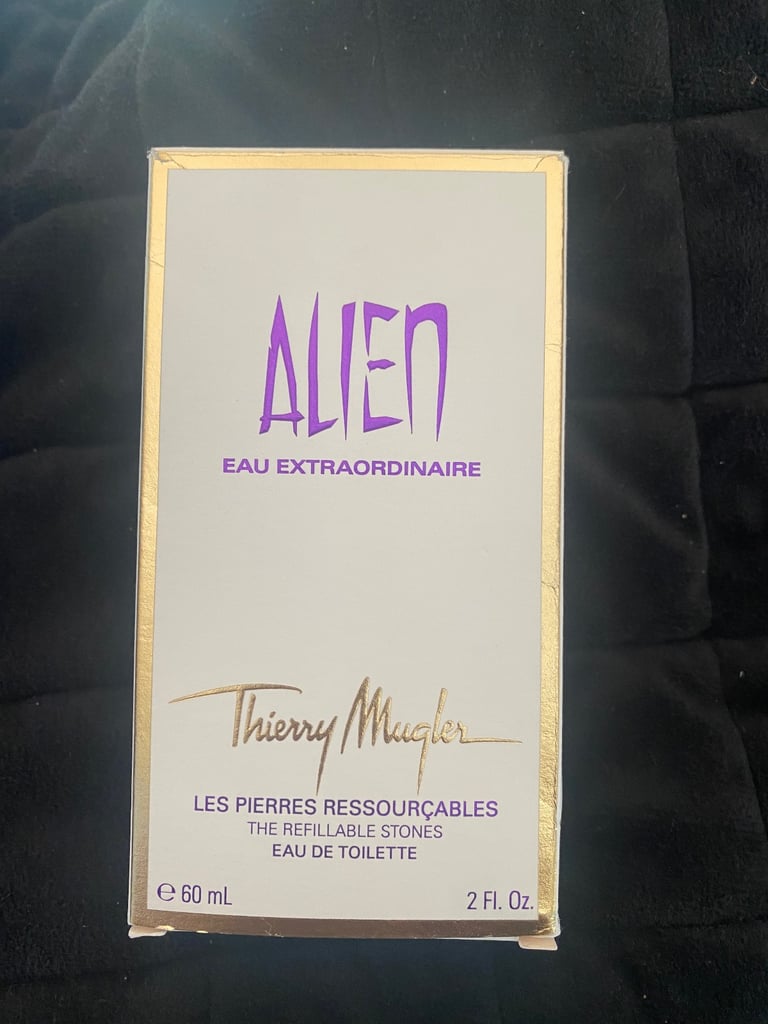 ALIEN
EAU EXTRAORDINAIRE
Thierry Mugler
LES PIERRES RESSOURÇABLES
THE REFILLABLE STONES
EAU DE TOILETTE
℮ 60 mL 2 Fl. Oz.